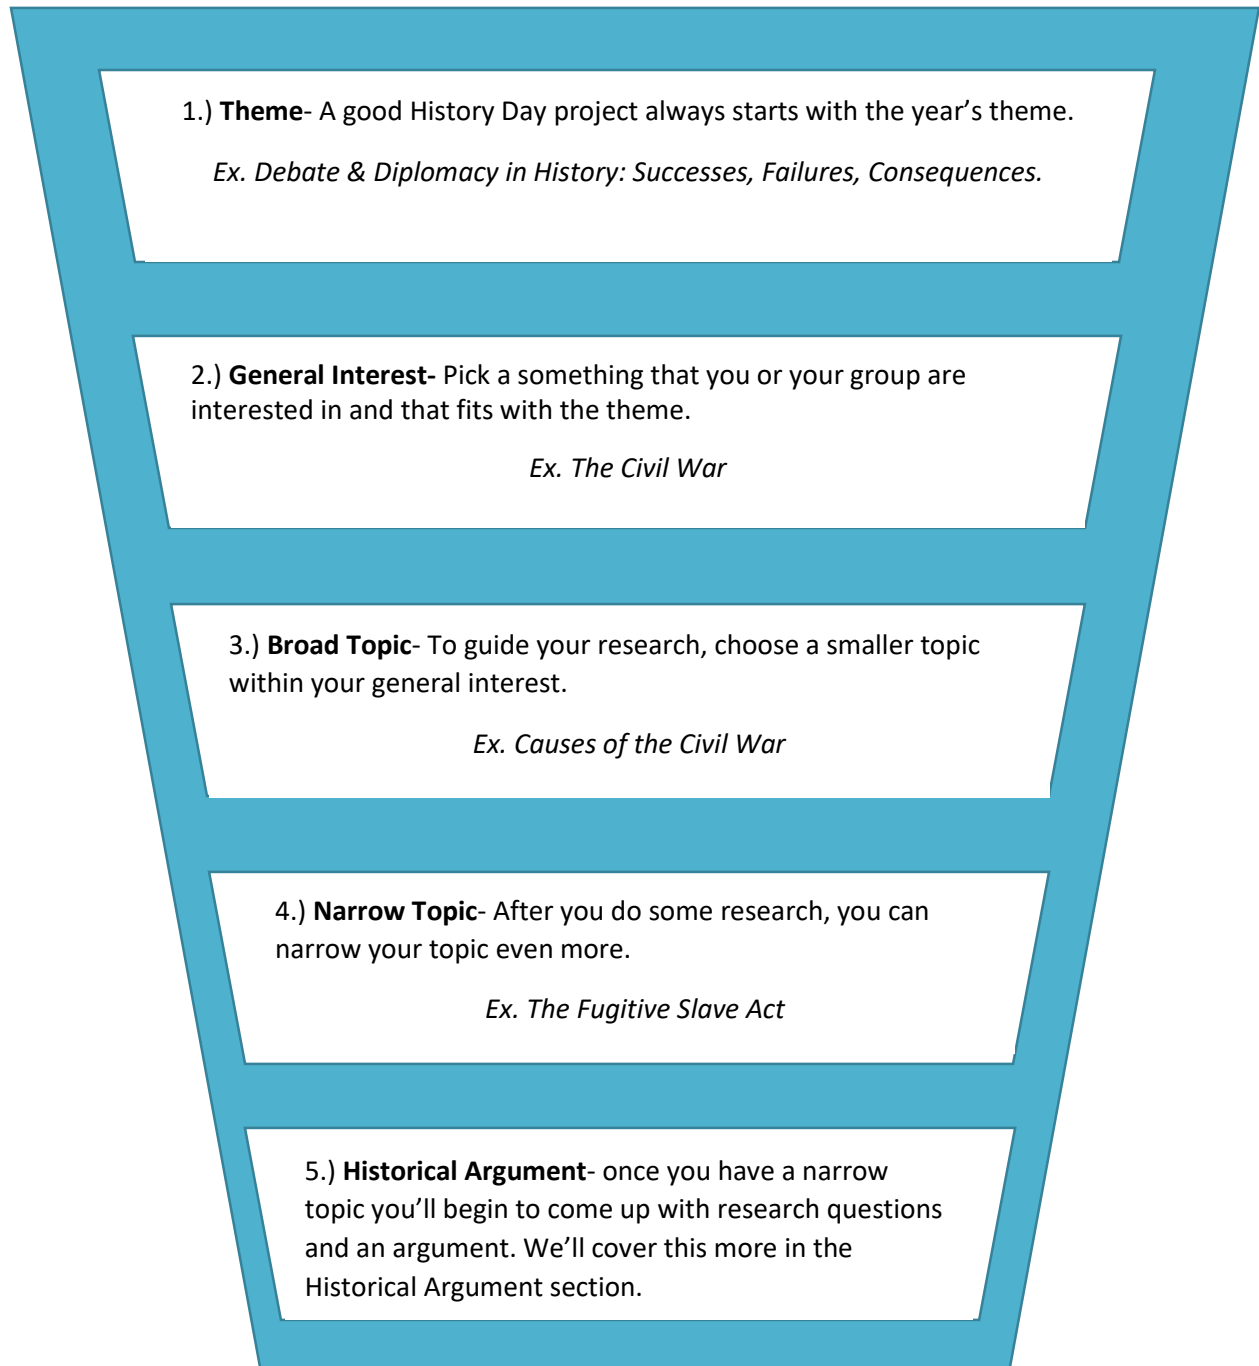 1.) Theme- A good History Day project always starts with the year’s theme.
Ex. Debate & Diplomacy in History: Successes, Failures, Consequences.
2.) General Interest- Pick a something that you or your group are
interested in and that fits with the theme.
Ex. The Civil War
3.) Broad Topic- To guide your research, choose a smaller topic
within your general interest.
Ex. Causes of the Civil War
4.) Narrow Topic- After you do some research, you can
narrow your topic even more.
Ex. The Fugitive Slave Act
5.) Historical Argument- once you have a narrow
topic you’ll begin to come up with research questions
and an argument. We’ll cover this more in the
Historical Argument section.